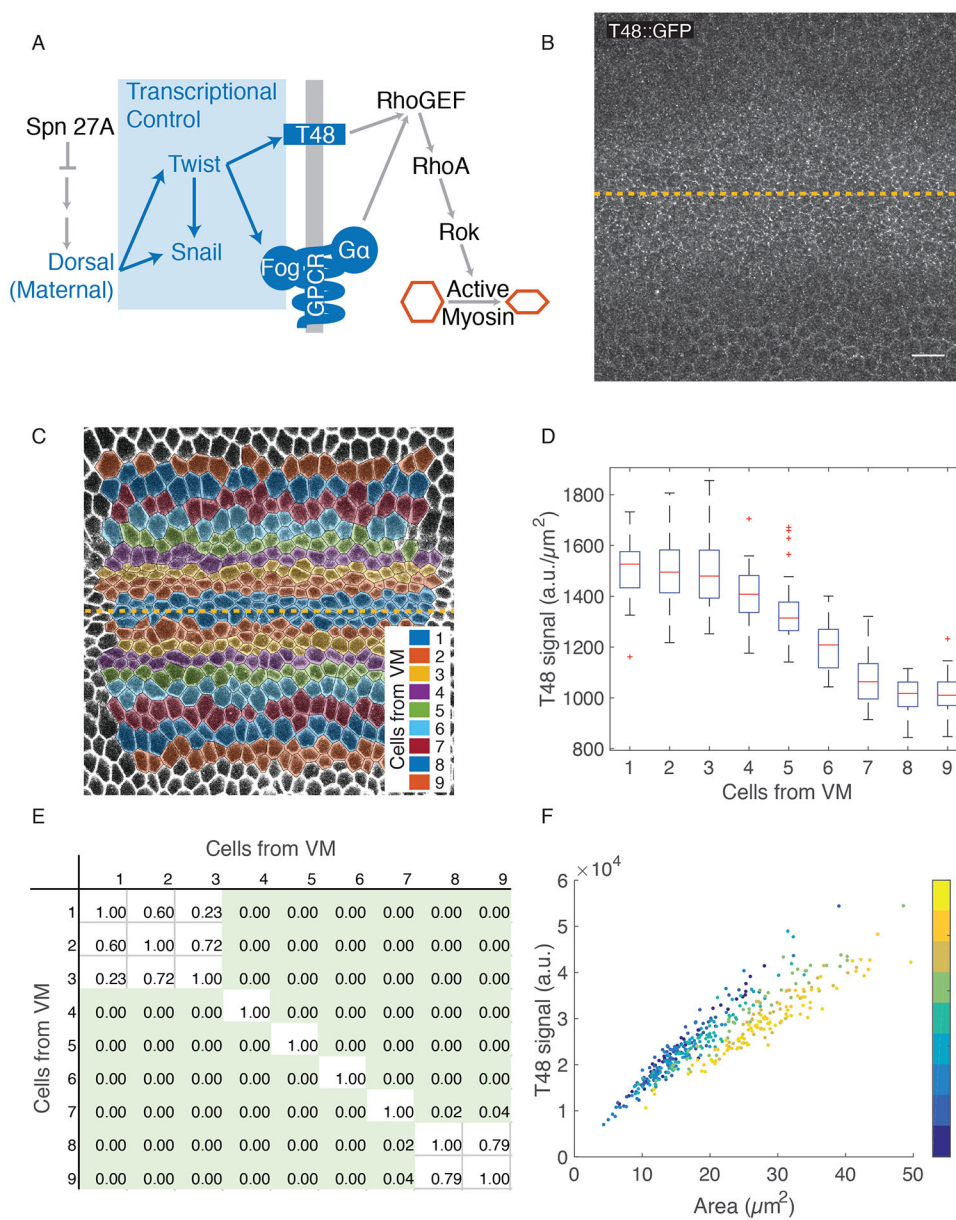 A
Transcriptional
Control
Spn 27A
Twist
Snail
Dorsal
(Maternal)
T48
Fog
GPCR
Gα
RhoGEF
RhoA
Rok
Active
Myosin
B
T48::GFP
C
Cells from VM
1
2
3
4
5
6
7
8
9
D
T48 signal (a.u./µm²)
1800
1600
1400
1200
1000
800
1 2 3 4 5 6 7 8 9
Cells from VM
E
Cells from VM
1 2 3 4 5 6 7 8 9
Cells from VM
1 1.00 0.60 0.23 0.00 0.00 0.00 0.00 0.00 0.00
2 0.60 1.00 0.72 0.00 0.00 0.00 0.00 0.00 0.00
3 0.23 0.72 1.00 0.00 0.00 0.00 0.00 0.00 0.00
4 0.00 0.00 0.00 1.00 0.00 0.00 0.00 0.00 0.00
5 0.00 0.00 0.00 0.00 1.00 0.00 0.00 0.00 0.00
6 0.00 0.00 0.00 0.00 0.00 1.00 0.00 0.00 0.00
7 0.00 0.00 0.00 0.00 0.00 0.00 1.00 0.02 0.04
8 0.00 0.00 0.00 0.00 0.00 0.00 0.02 1.00 0.79
9 0.00 0.00 0.00 0.00 0.00 0.00 0.04 0.79 1.00
F
×10⁴
T48 signal (a.u.)
6
5
4
3
2
1
0
0 10 20 30 40 50
Area (µm²)